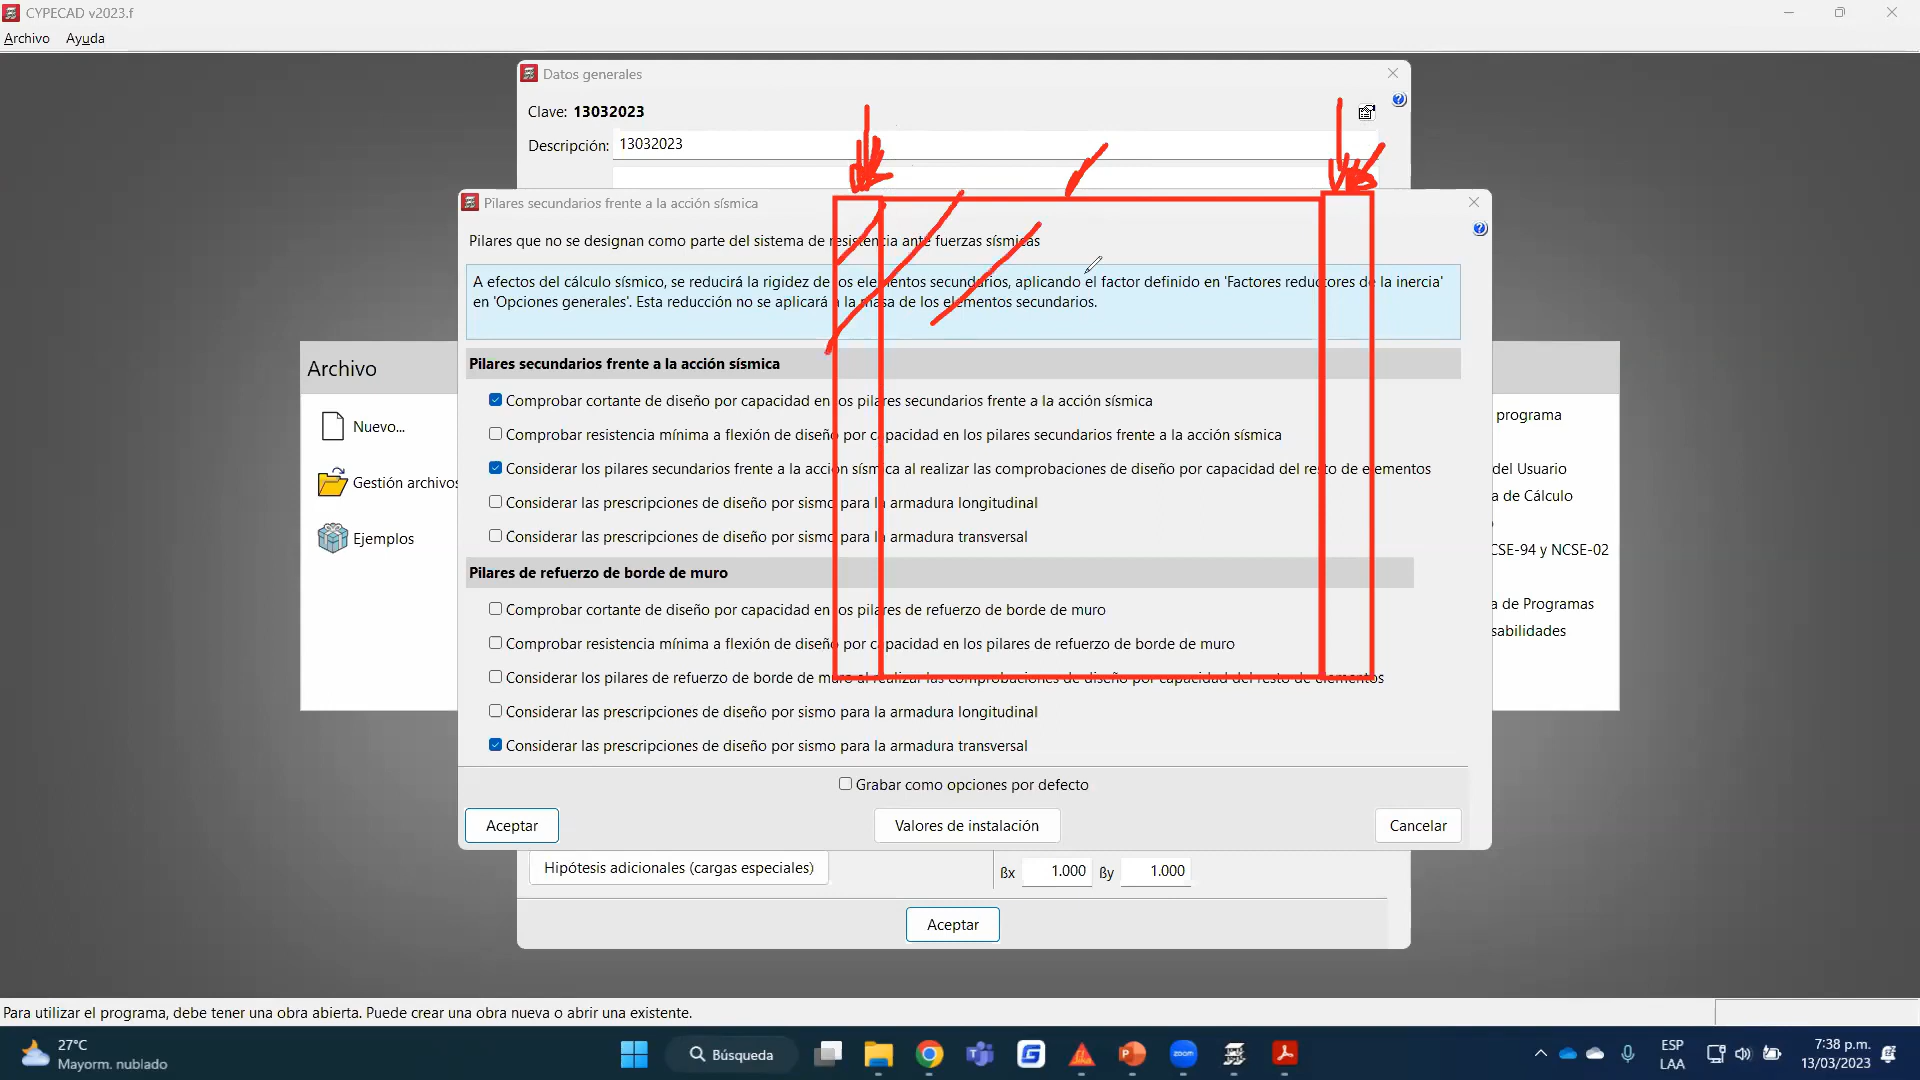 CYPECAD v2023.f
Archivo Ayuda
Datos generales
Clave: 13032023
Descripción: 13032023
Pilares secundarios frente a la acción sísmica
Pilares que no se designan como parte del sistema de resistencia ante fuerzas sísmicas
A efectos del cálculo sísmico, se reducirá la rigidez de los elementos secundarios, aplicando el factor definido en 'Factores reductores de la inercia'
en 'Opciones generales'. Esta reducción no se aplicará a la masa de los elementos secundarios.
Pilares secundarios frente a la acción sísmica
Comprobar cortante de diseño por capacidad en los pilares secundarios frente a la acción sísmica
Comprobar resistencia mínima a flexión de diseño por capacidad en los pilares secundarios frente a la acción sísmica
Considerar los pilares secundarios frente a la acción sísmica al realizar las comprobaciones de diseño por capacidad del resto de elementos
Considerar las prescripciones de diseño por sismo para la armadura longitudinal
Considerar las prescripciones de diseño por sismo para la armadura transversal
Pilares de refuerzo de borde de muro
Comprobar cortante de diseño por capacidad en los pilares de refuerzo de borde de muro
Comprobar resistencia mínima a flexión de diseño por capacidad en los pilares de refuerzo de borde de muro
Considerar los pilares de refuerzo de borde de muro al realizar las comprobaciones de diseño por capacidad del resto de elementos
Considerar las prescripciones de diseño por sismo para la armadura longitudinal
Considerar las prescripciones de diseño por sismo para la armadura transversal
Grabar como opciones por defecto
Aceptar Valores de instalación Cancelar
Archivo
Nuevo...
Gestión archivos
Ejemplos
programa
del Usuario
a de Cálculo
CSE-94 y NCSE-02
a de Programas
sabilidades
Hipótesis adicionales (cargas especiales) ßx 1.000 ßy 1.000
Aceptar
Para utilizar el programa, debe tener una obra abierta. Puede crear una obra nueva o abrir una existente.
27°C
Mayorm. nublado
Búsqueda
zoom
ESP
LAA
7:38 p.m.
13/03/2023